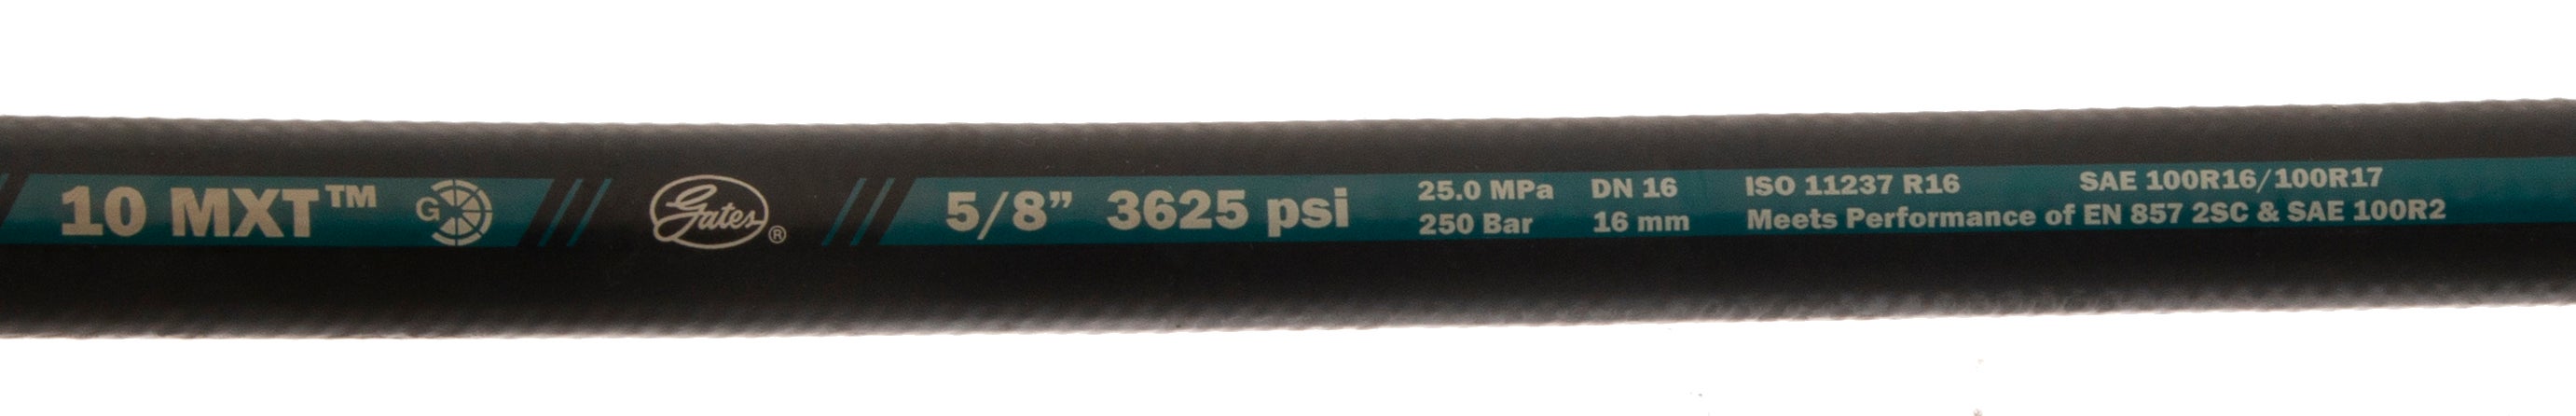 10 MXT™ G
Gates®
5/8” 3625 psi
25.0 MPa DN 16
250 Bar 16 mm
ISO 11237 R16 SAE 100R16/100R17
Meets Performance of EN 857 2SC & SAE 100R2